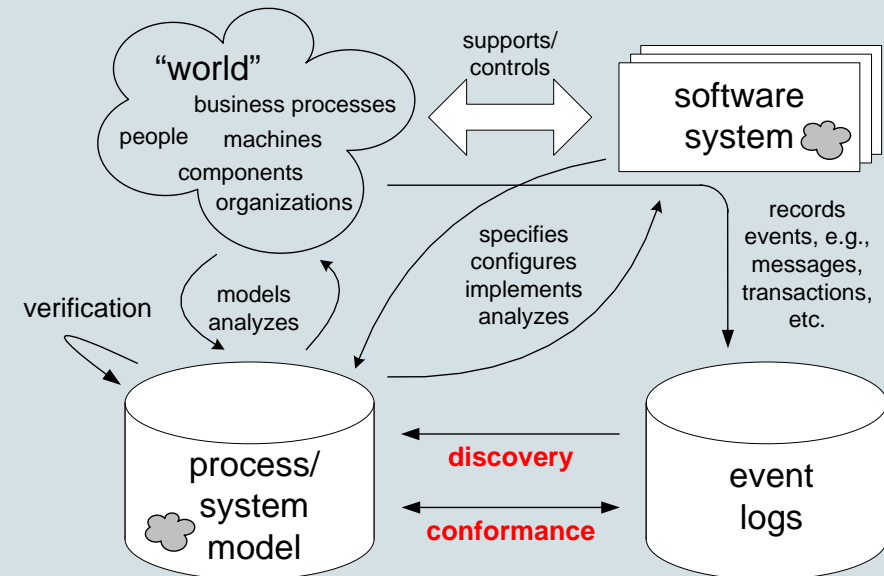 “world”
business processes
people machines
components
organizations
supports/
controls
software
system
records
events, e.g.,
messages,
transactions,
etc.
specifies
configures
implements
analyzes
models
analyzes
verification
process/
system
model
discovery
conformance
event
logs